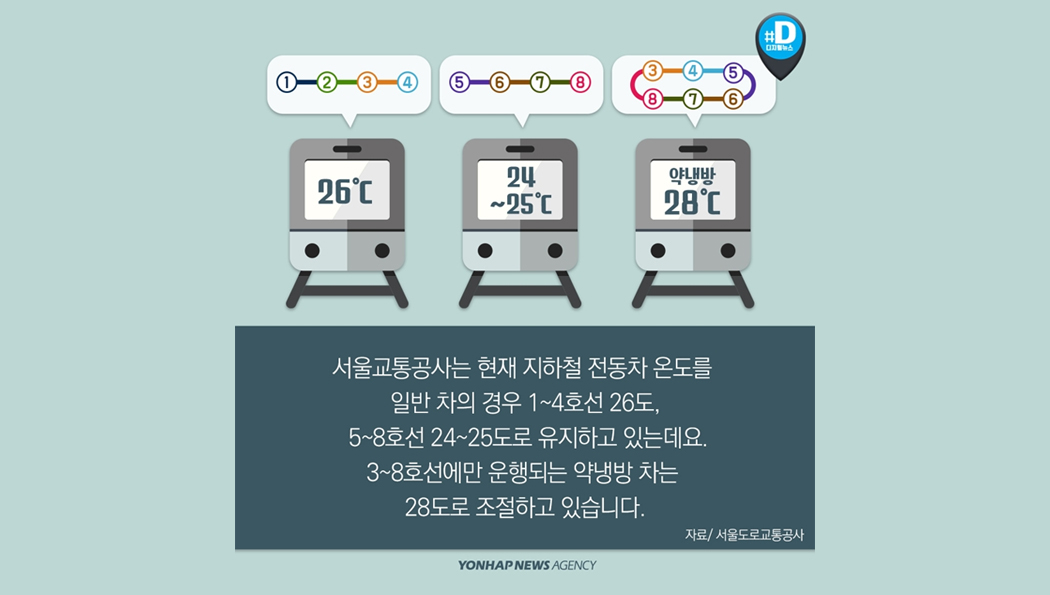 #D
디지털뉴스
1 2 3 4
5 6 7 8
3 4 5
8 7 6
26℃
24
~25℃
약냉방
28℃
서울교통공사는 현재 지하철 전동차 온도를
일반 차의 경우 1~4호선 26도,
5~8호선 24~25도로 유지하고 있는데요.
3~8호선에만 운행되는 약냉방 차는
28도로 조절하고 있습니다.
자료/ 서울도로교통공사
YONHAP NEWS AGENCY